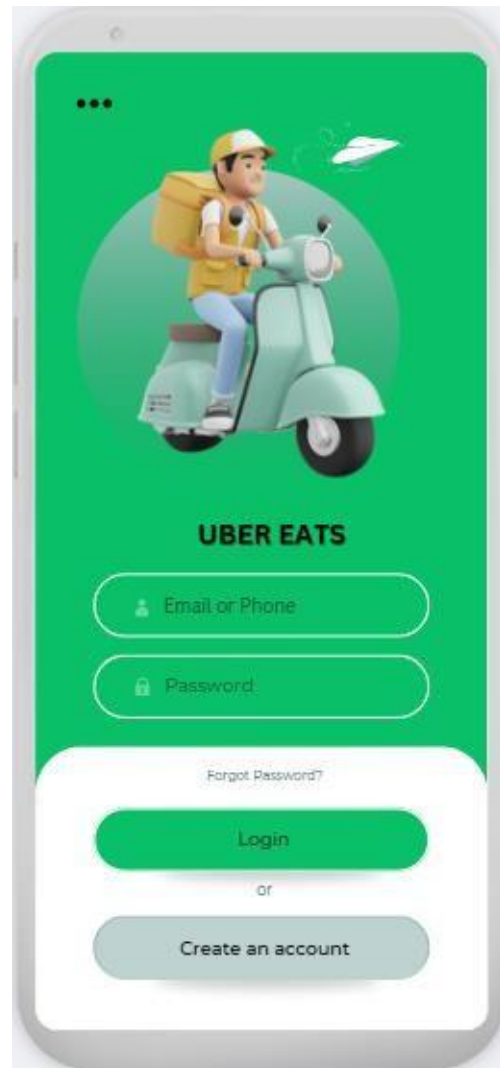 UBER EATS
Email or Phone
Password
Forgot Password?
Login
or
Create an account